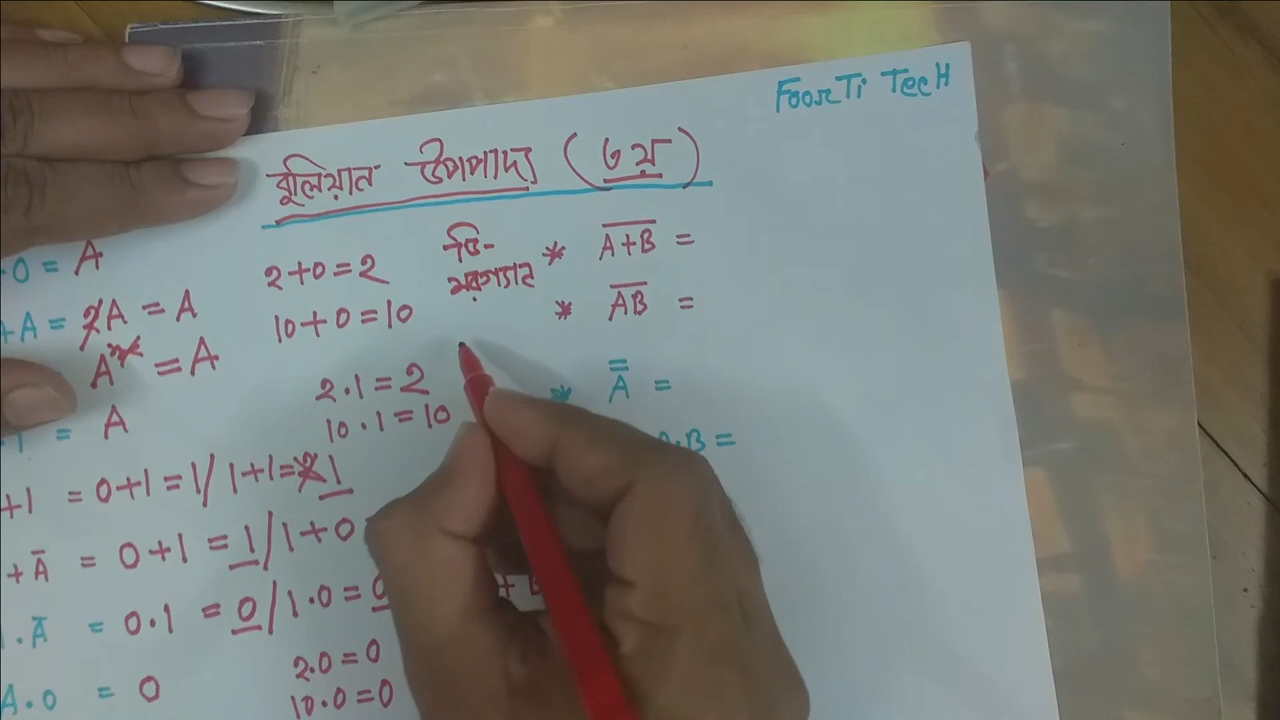 FoorTi TecH
বুলিয়ান উপপাদ্য (৩য়)
0 = A
+A = 2A = A
= A
1 = A
+1 = 0+1 = 1/ 1+1= 1
+ Ā = 0+1 = 1/1+0
. Ā = 0.1 = 0/1.0 = 0
A.0 = 0
2+0=2
10+0=10
2.1=2
10.1=10
2.0=0
10.0=0
ডি-
মরগ্যান
* A̅+̅B̅ =
* A̅B̅ =
* A̿ =
A.B =